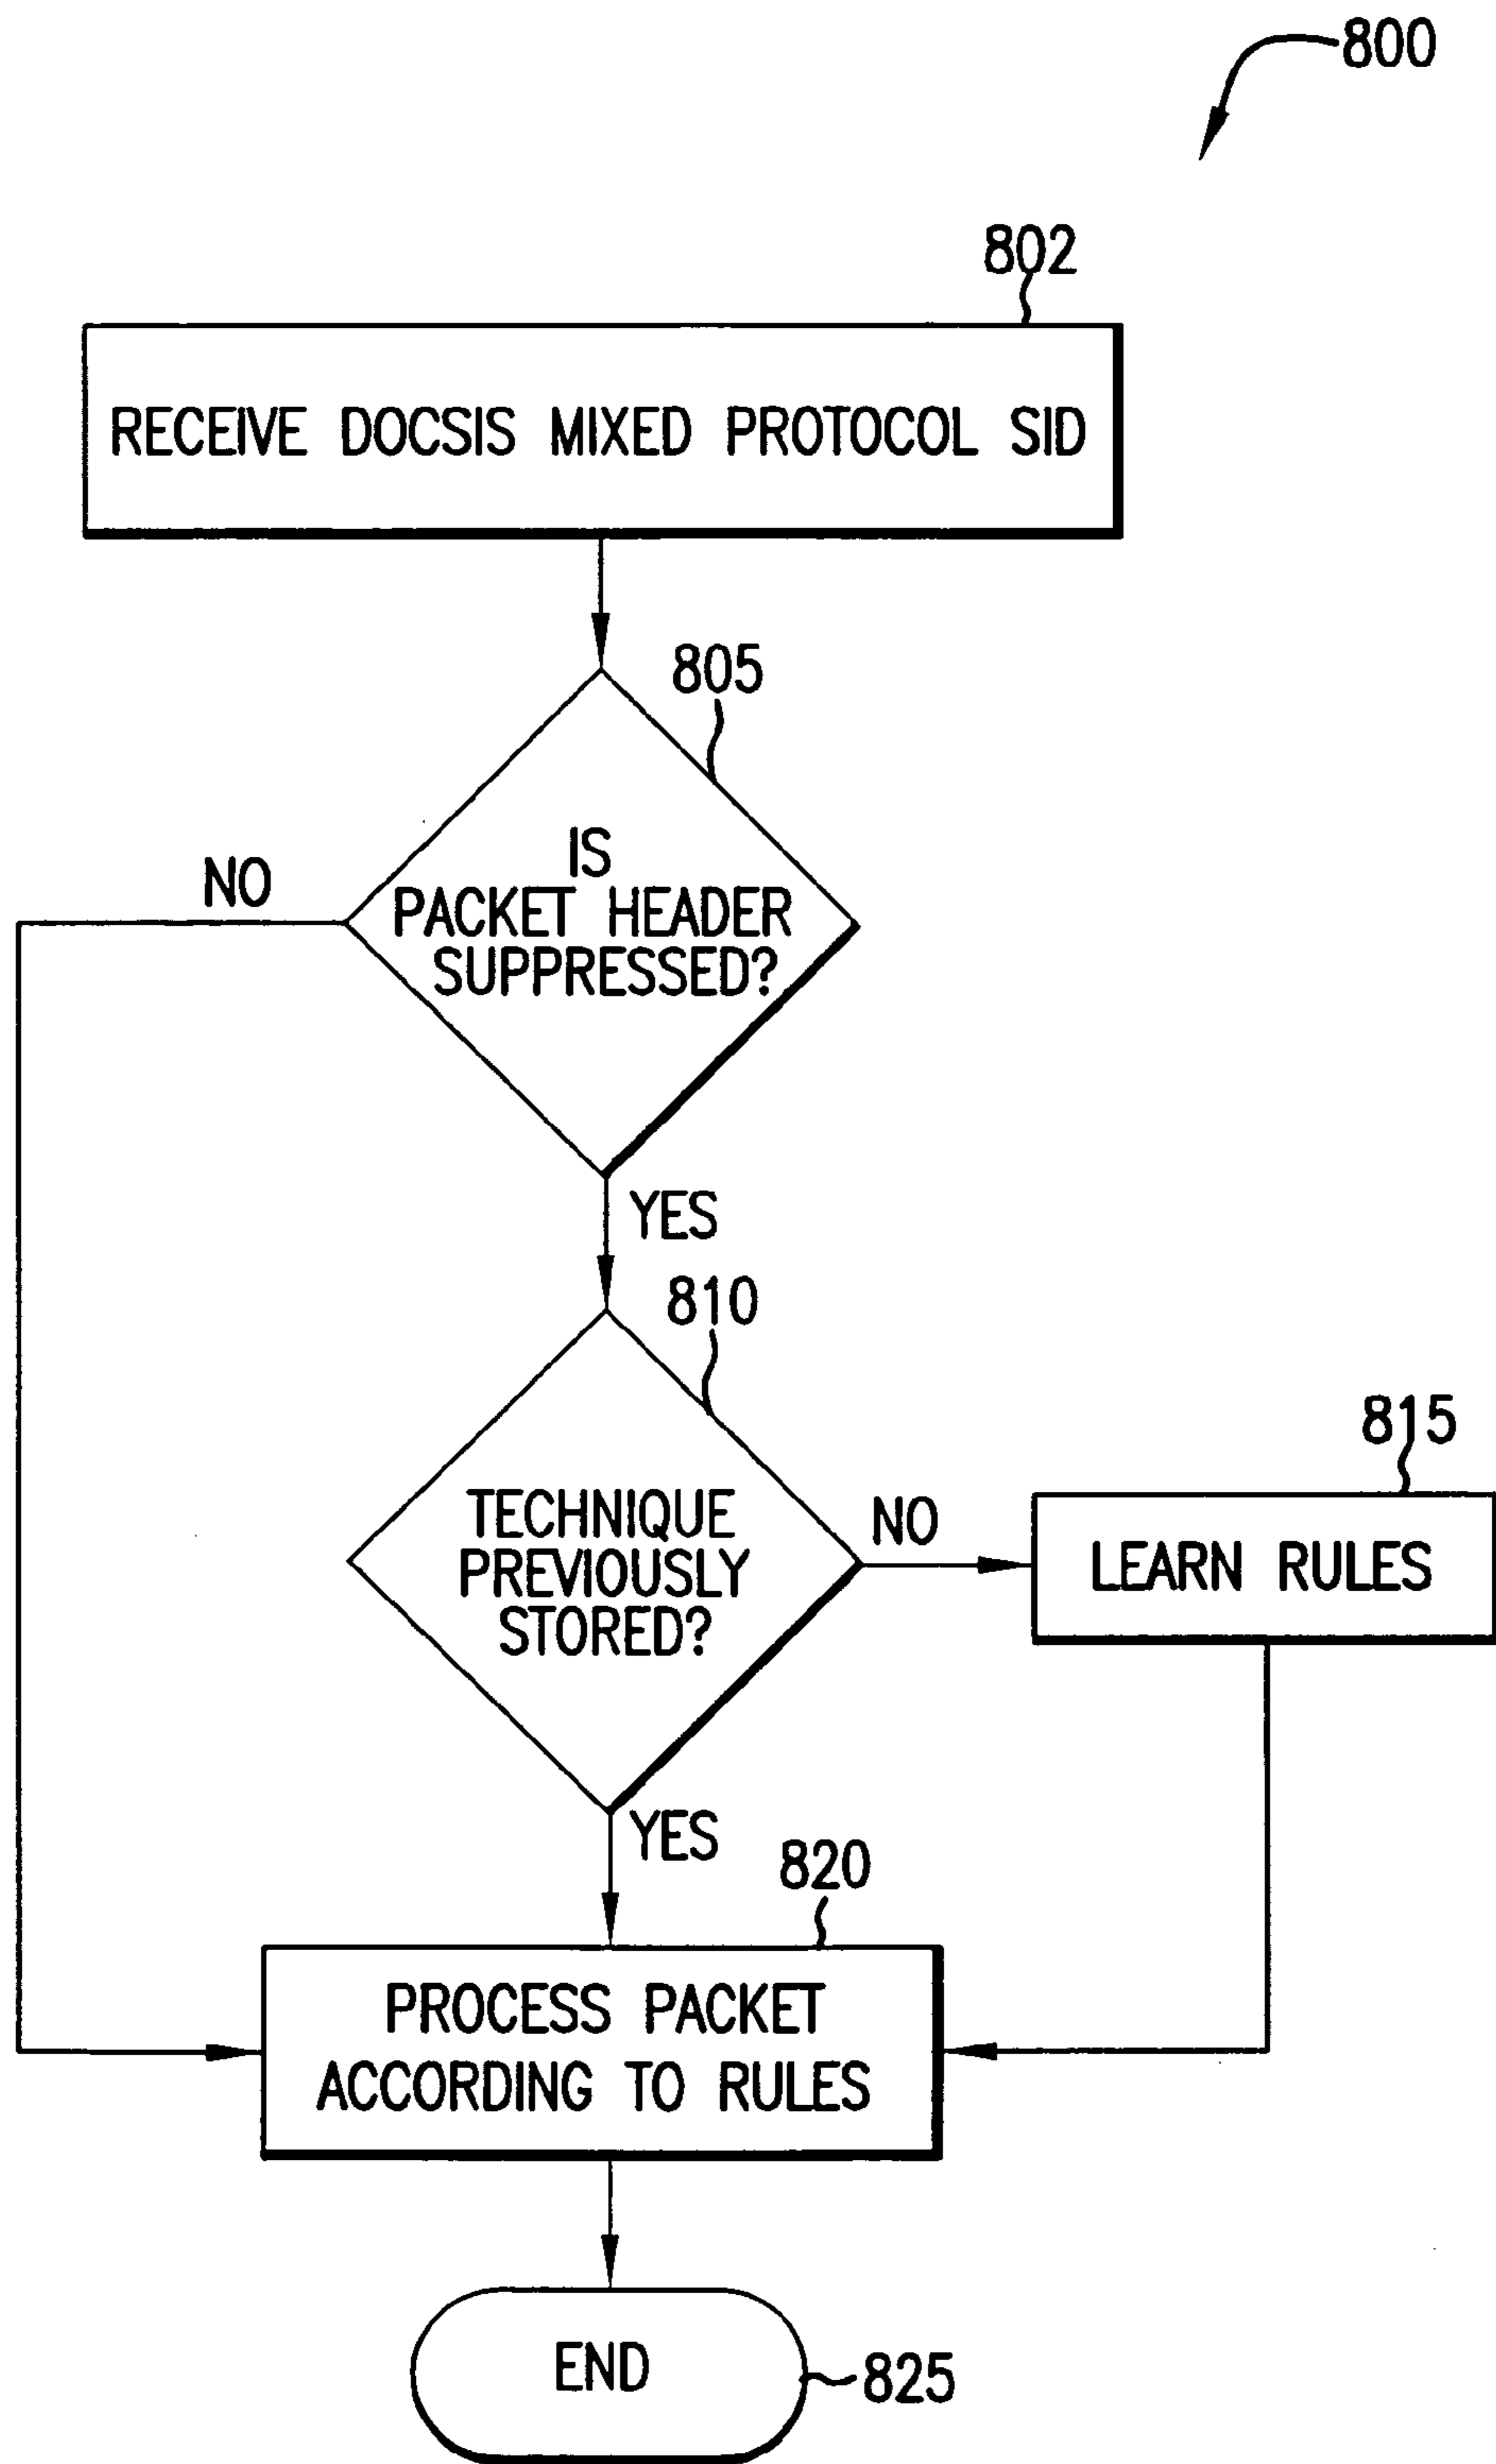 800
802
RECEIVE DOCSIS MIXED PROTOCOL SID
805
IS
PACKET HEADER
SUPPRESSED?
NO
YES
810
TECHNIQUE
PREVIOUSLY
STORED?
NO
815
LEARN RULES
YES
820
PROCESS PACKET
ACCORDING TO RULES
END
825